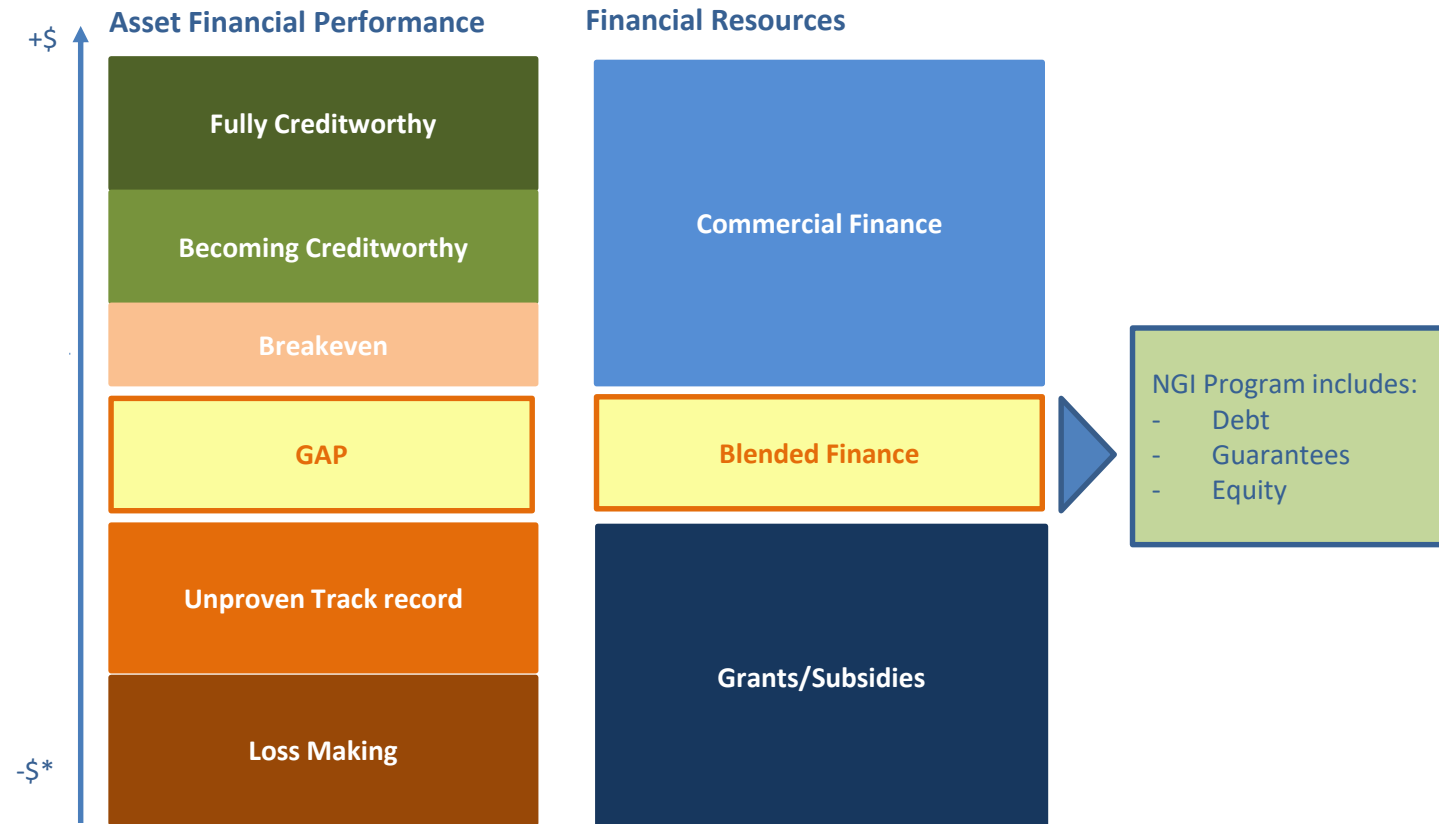 Asset Financial Performance
Financial Resources
+$
Fully Creditworthy
Becoming Creditworthy
Breakeven
GAP
Unproven Track record
Loss Making
-$*
Commercial Finance
Blended Finance
Grants/Subsidies
NGI Program includes:
- Debt
- Guarantees
- Equity